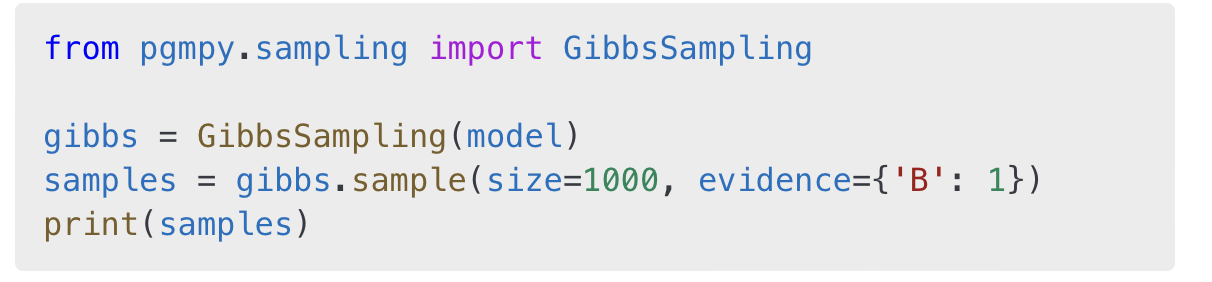 from pgmpy.sampling import GibbsSampling
gibbs = GibbsSampling(model)
samples = gibbs.sample(size=1000, evidence={'B': 1})
print(samples)